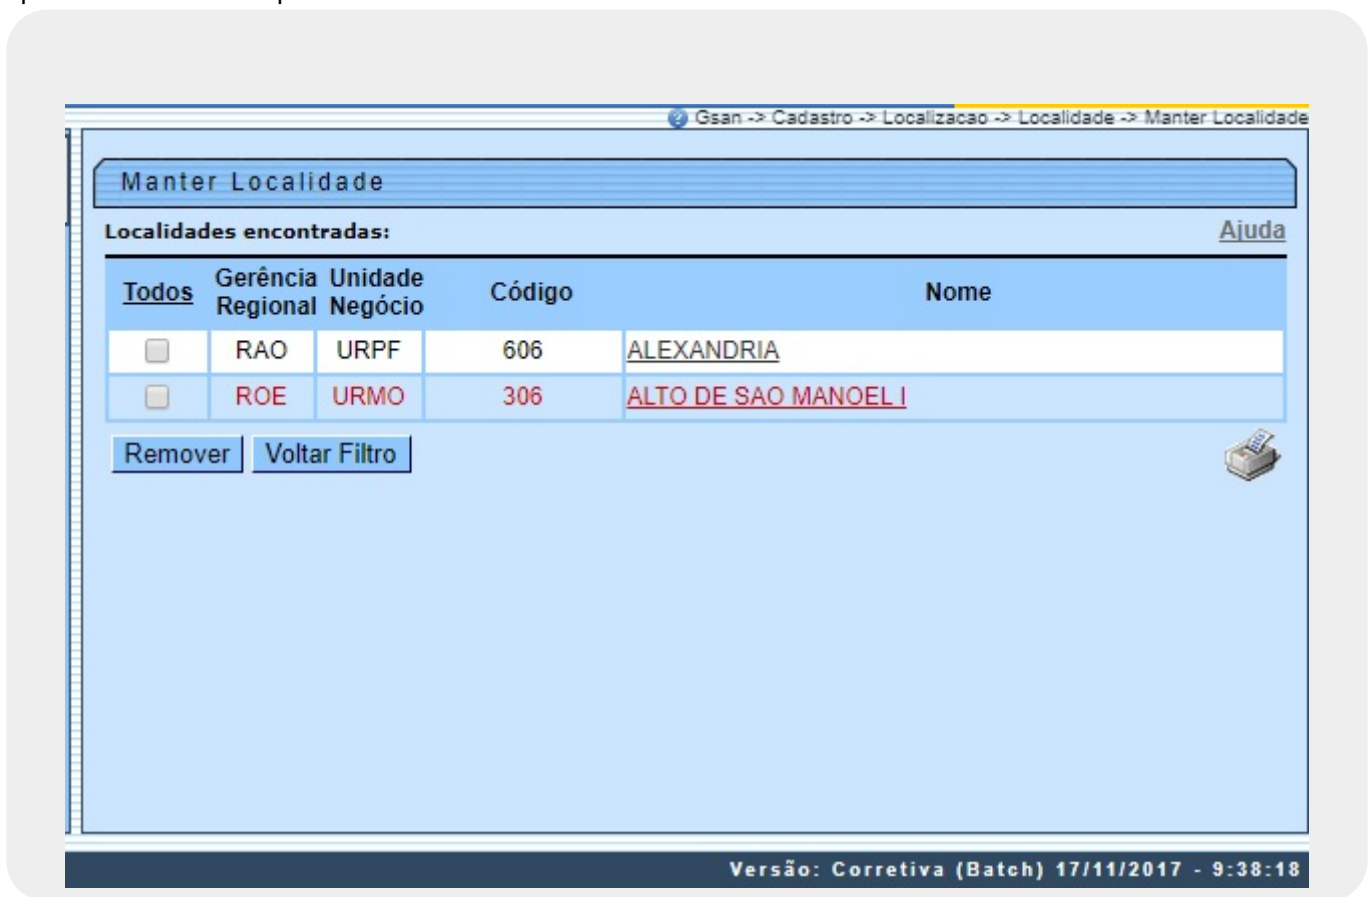 Gsan -> Cadastro -> Localizacao -> Localidade -> Manter Localidade
Manter Localidade
Localidades encontradas: Ajuda
Todos Gerência Regional Unidade Negócio Código Nome
RAO URPF 606 ALEXANDRIA
ROE URMO 306 ALTO DE SAO MANOEL I
Remover Voltar Filtro
Versão: Corretiva (Batch) 17/11/2017 - 9:38:18